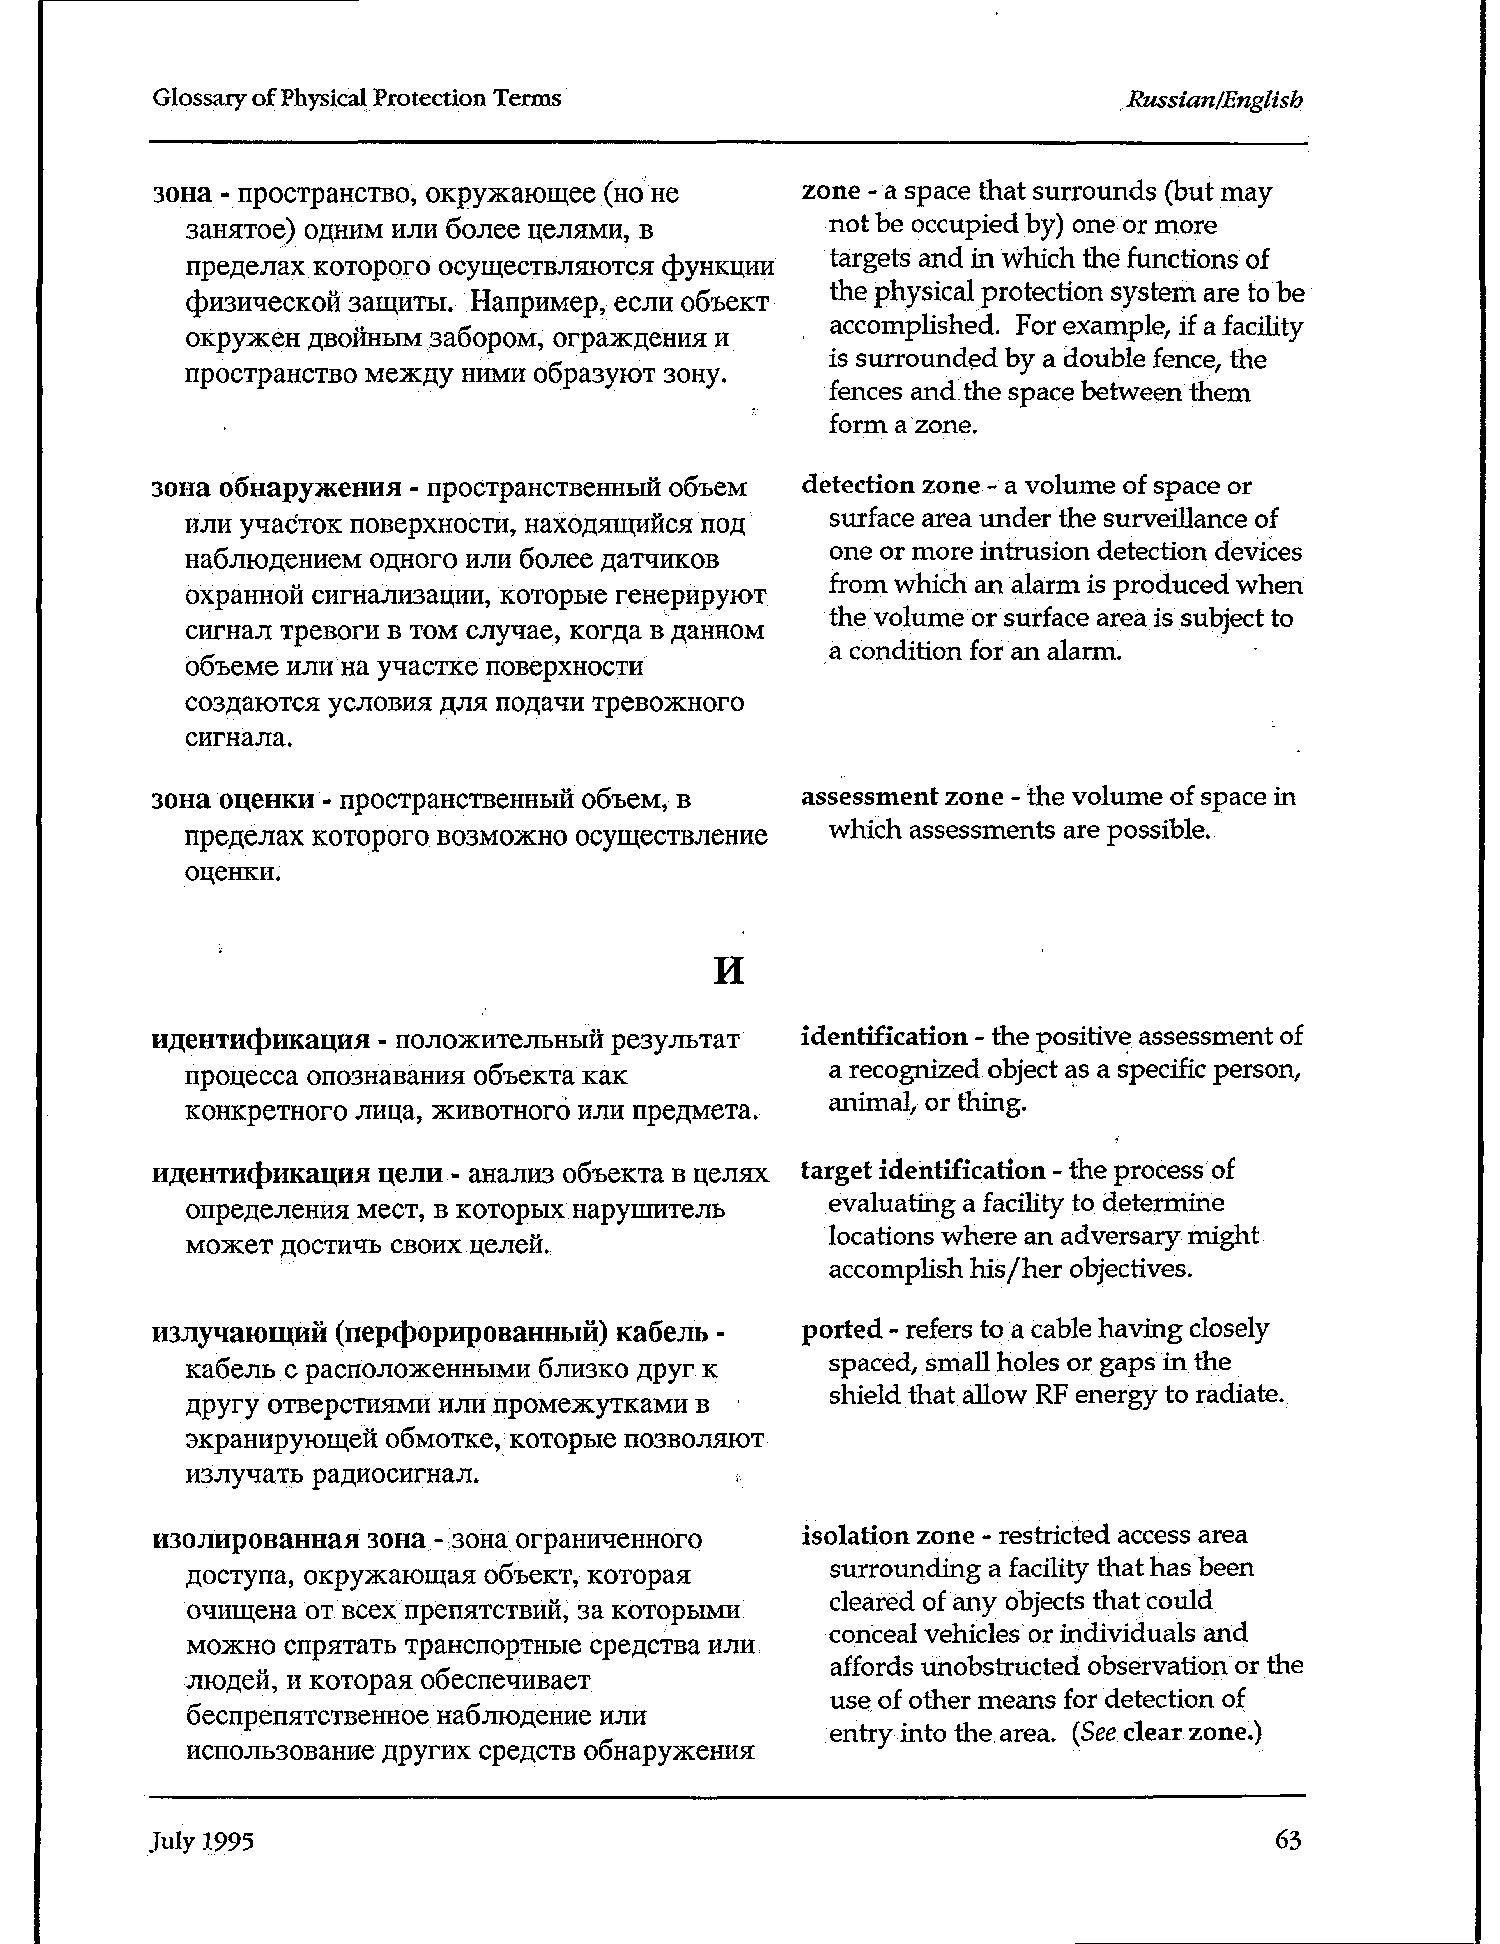 Glossary of Physical Protection Terms
Russian/English
зона - пространство, окружающее (но не
занятое) одним или более целями, в
пределах которого осуществляются функции
физической защиты. Например, если объект
окружен двойным забором, ограждения и
пространство между ними образуют зону.
zone - a space that surrounds (but may
not be occupied by) one or more
targets and in which the functions of
the physical protection system are to be
accomplished. For example, if a facility
is surrounded by a double fence, the
fences and the space between them
form a zone.
зона обнаружения - пространственный объем
или участок поверхности, находящийся под
наблюдением одного или более датчиков
охранной сигнализации, которые генерируют
сигнал тревоги в том случае, когда в данном
объеме или на участке поверхности
создаются условия для подачи тревожного
сигнала.
detection zone - a volume of space or
surface area under the surveillance of
one or more intrusion detection devices
from which an alarm is produced when
the volume or surface area is subject to
a condition for an alarm.
зона оценки - пространственный объем, в
пределах которого возможно осуществление
оценки.
assessment zone - the volume of space in
which assessments are possible.
И
идентификация - положительный результат
процесса опознавания объекта как
конкретного лица, животного или предмета.
identification - the positive assessment of
a recognized object as a specific person,
animal, or thing.
идентификация цели - анализ объекта в целях
определения мест, в которых нарушитель
может достичь своих целей.
target identification - the process of
evaluating a facility to determine
locations where an adversary might
accomplish his/her objectives.
излучающий (перфорированный) кабель -
кабель с расположенными близко друг к
другу отверстиями или промежутками в
экранирующей обмотке, которые позволяют
излучать радиосигнал.
ported - refers to a cable having closely
spaced, small holes or gaps in the
shield that allow RF energy to radiate.
изолированная зона - зона ограниченного
доступа, окружающая объект, которая
очищена от всех препятствий, за которыми
можно спрятать транспортные средства или
людей, и которая обеспечивает
беспрепятственное наблюдение или
использование других средств обнаружения
isolation zone - restricted access area
surrounding a facility that has been
cleared of any objects that could
conceal vehicles or individuals and
affords unobstructed observation or the
use of other means for detection of
entry into the area. (See clear zone.)
July 1995
63